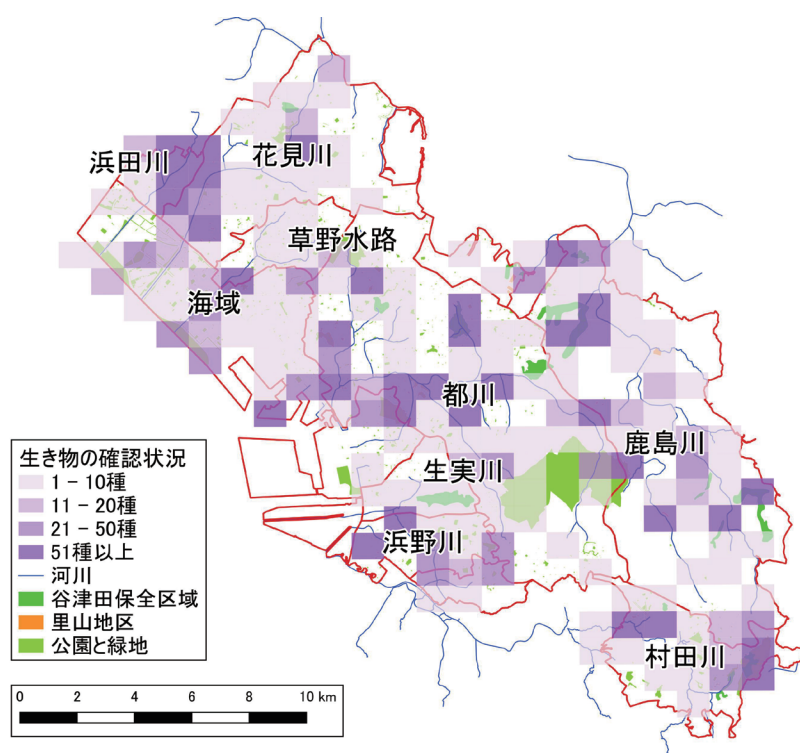 浜田川
花見川
草野水路
海域
都川
鹿島川
生実川
浜野川
村田川
生き物の確認状況
1 - 10種
11 - 20種
21 - 50種
51種以上
河川
谷津田保全区域
里山地区
公園と緑地
0 2 4 6 8 10 km